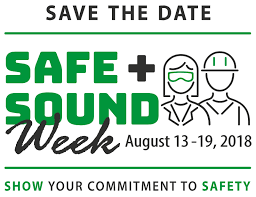 SAVE THE DATE
SAFE +
SOUND
Week
August 13-19, 2018
SHOW YOUR COMMITMENT TO SAFETY